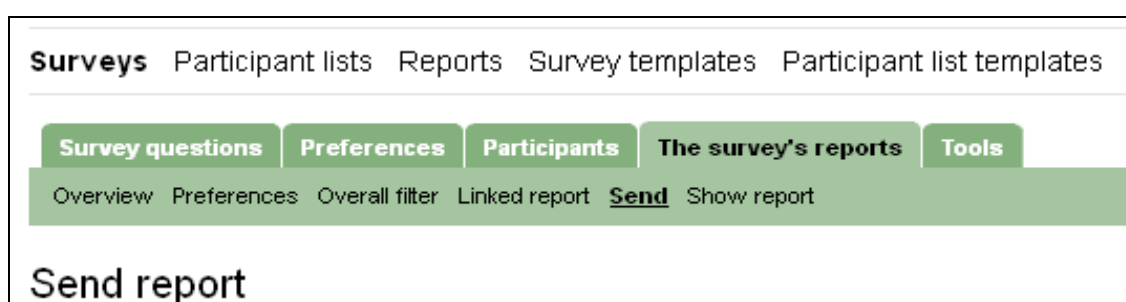 Surveys Participant lists Reports Survey templates Participant list templates
Survey questions Preferences Participants The survey's reports Tools
Overview Preferences Overall filter Linked report Send Show report
Send report